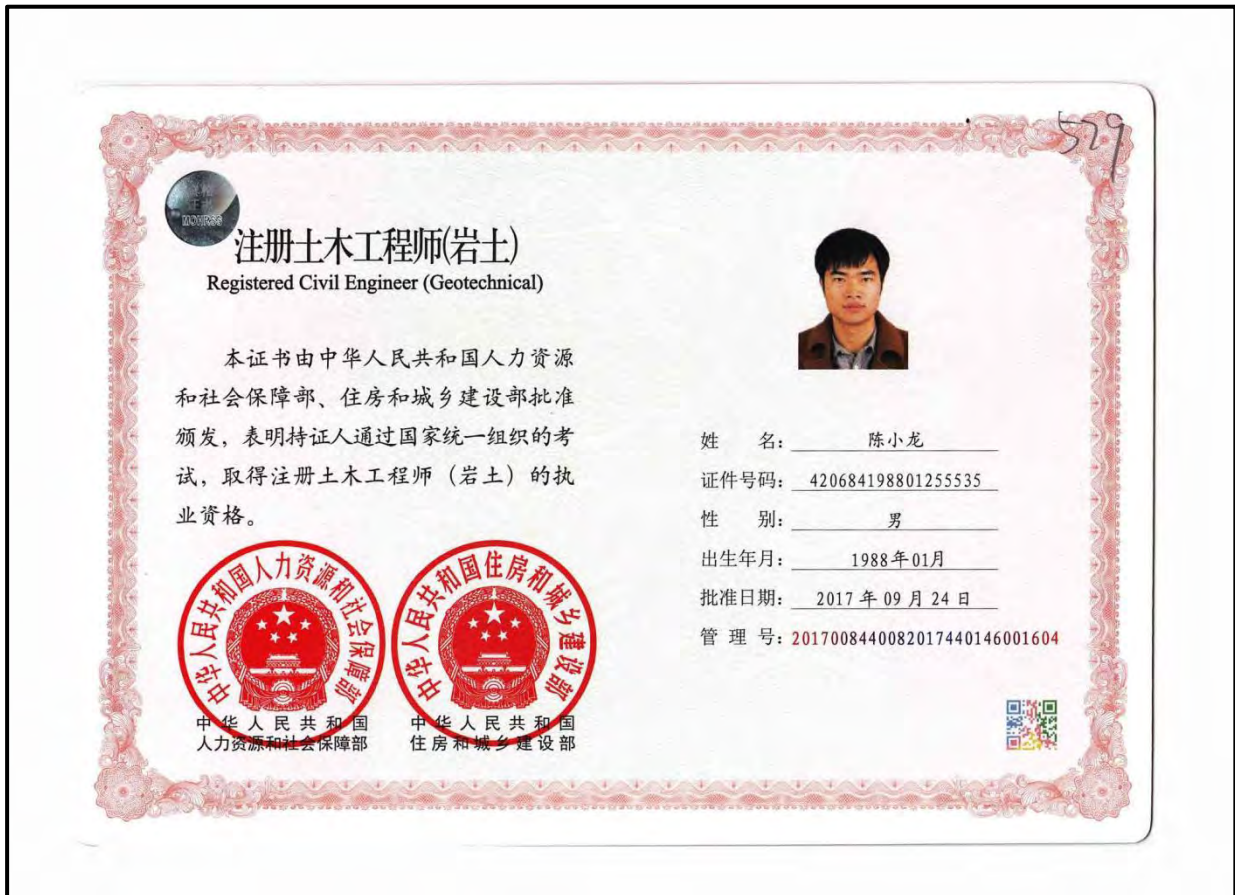 579
注册土木工程师(岩土)
Registered Civil Engineer (Geotechnical)
本证书由中华人民共和国人力资源
和社会保障部、住房和城乡建设部批准
颁发，表明持证人通过国家统一组织的考
试，取得注册土木工程师（岩土）的执
业资格。
中华人民共和国人力资源和社会保障部
中华人民共和国住房和城乡建设部
中华人民共和国
人力资源和社会保障部
中华人民共和国
住房和城乡建设部
姓 名：陈小龙
证件号码：420684198801255535
性 别：男
出生年月：1988年01月
批准日期：2017年09月24日
管 理 号：2017008440082017440146001604